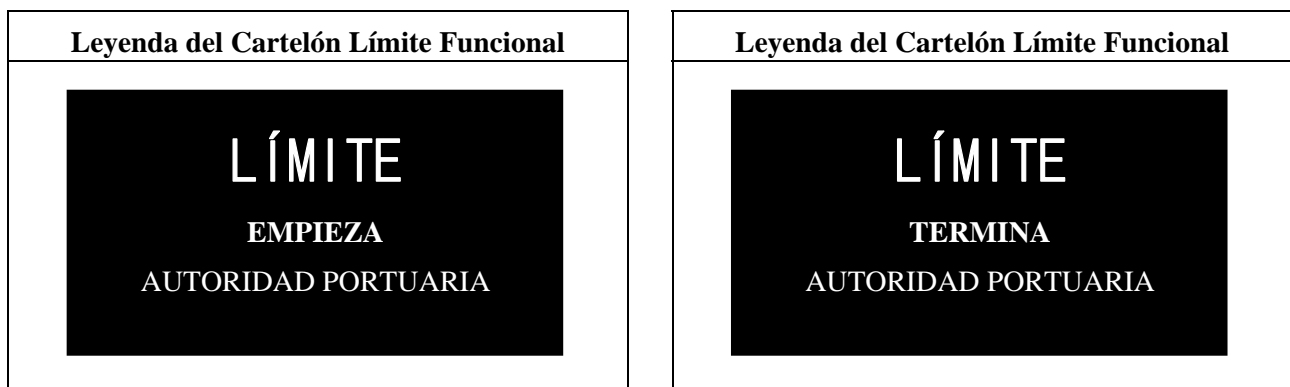 Leyenda del Cartelón Límite Funcional
LÍMITE
EMPIEZA
AUTORIDAD PORTUARIA
Leyenda del Cartelón Límite Funcional
LÍMITE
TERMINA
AUTORIDAD PORTUARIA